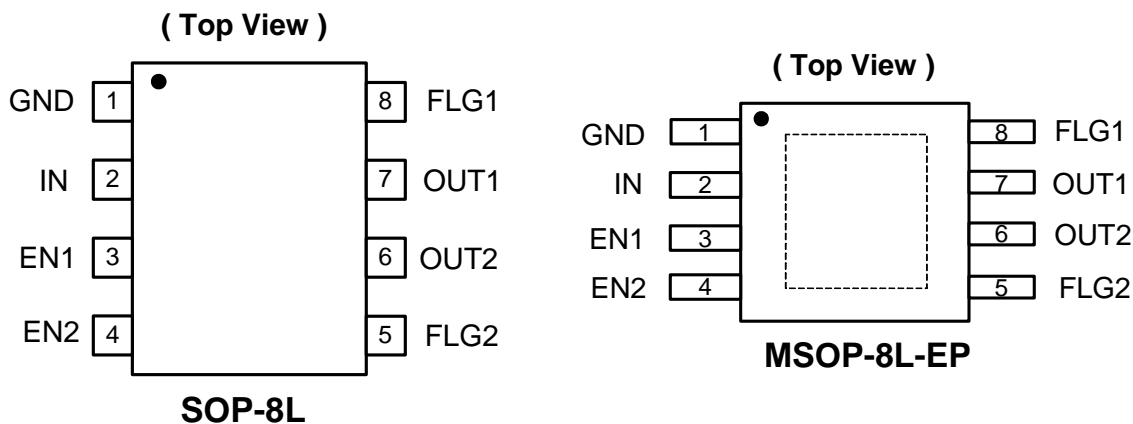 ( Top View )
GND 1 8 FLG1
IN 2 7 OUT1
EN1 3 6 OUT2
EN2 4 5 FLG2
SOP-8L
( Top View )
GND 1 8 FLG1
IN 2 7 OUT1
EN1 3 6 OUT2
EN2 4 5 FLG2
MSOP-8L-EP